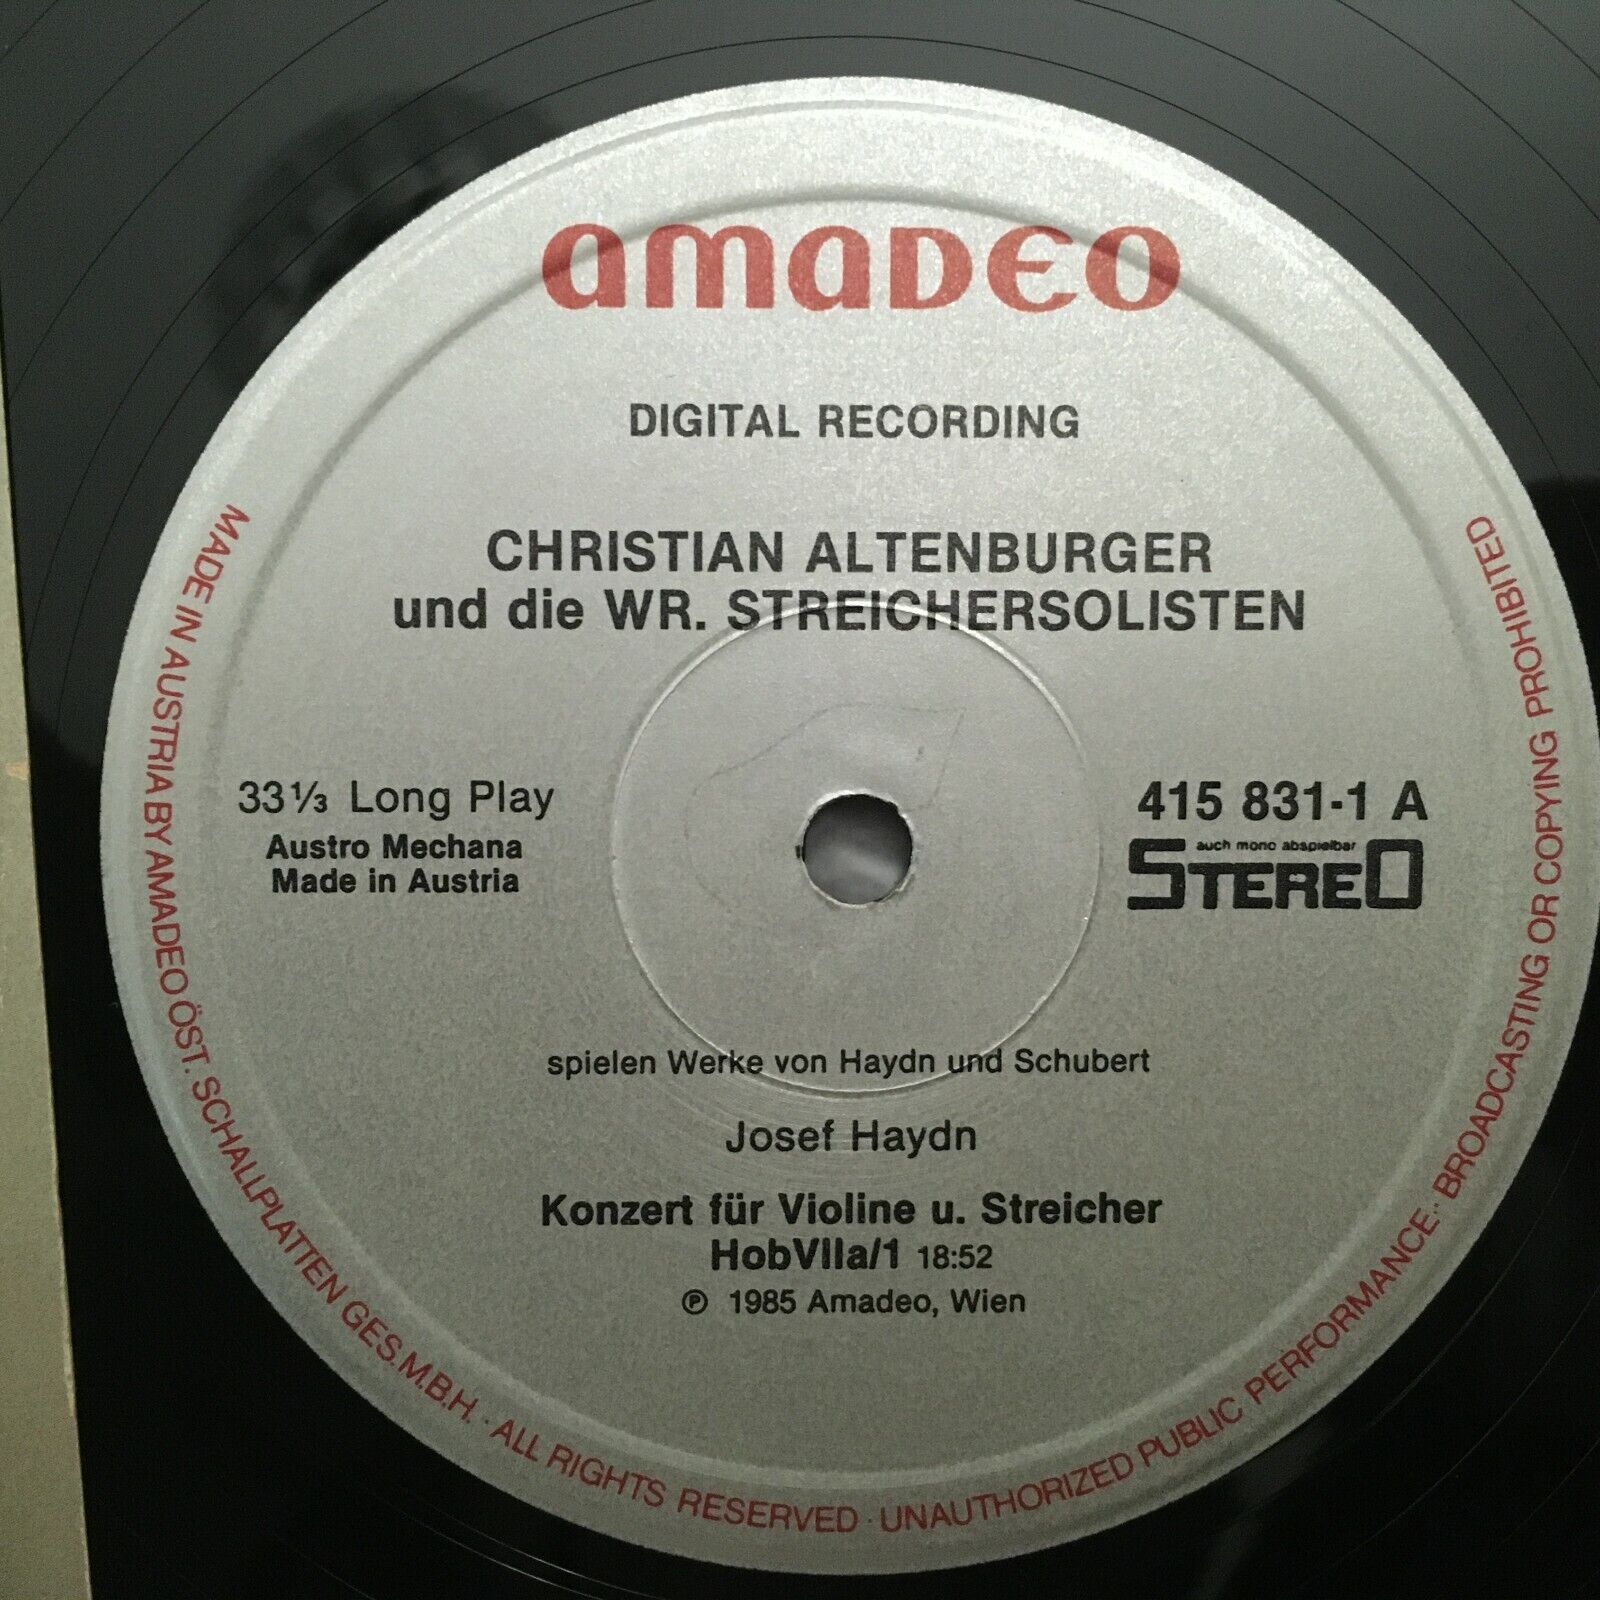 amaDEO
DIGITAL RECORDING
CHRISTIAN ALTENBURGER
und die WR. STREICHERSOLISTEN
33 1/3 Long Play
Austro Mechana
Made in Austria
415 831-1 A
auch mono abspielbar
STEREO
spielen Werke von Haydn und Schubert
Josef Haydn
Konzert für Violine u. Streicher
HobVIIa/1 18:52
℗ 1985 Amadeo, Wien
MADE IN AUSTRIA BY AMADEO ÖST. SCHALLPLATTEN GES.M.B.H. · ALL RIGHTS RESERVED · UNAUTHORIZED PUBLIC PERFORMANCE · BROADCASTING OR COPYING PROHIBITED